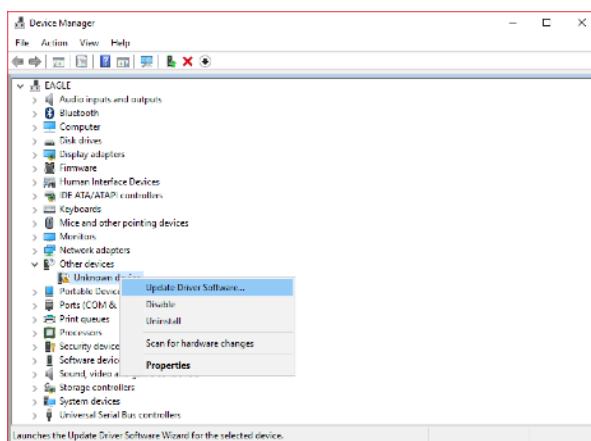 Device Manager
File Action View Help
EAGLE
Audio inputs and outputs
Bluetooth
Computer
Disk drives
Display adapters
Firmware
Human Interface Devices
IDE ATA/ATAPI controllers
Keyboards
Mice and other pointing devices
Monitors
Network adapters
Other devices
Unknown
Update Driver Software...
Portable
Disable
Ports (COM &
Print queues
Uninstall
Processors
Security device
Scan for hardware changes
Software
Sound, video
Properties
Storage controllers
System devices
Universal Serial Bus controllers
Launches the Update Driver Software Wizard for the selected device.